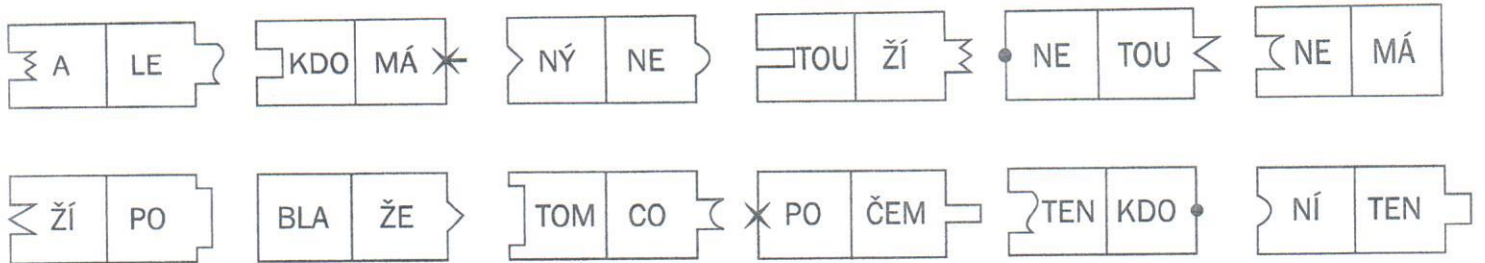 A LE KDO MÁ NÝ NE TOU ŽÍ NE TOU NE MÁ
ŽÍ PO BLA ŽE TOM CO PO ČEM TEN KDO NÍ TEN